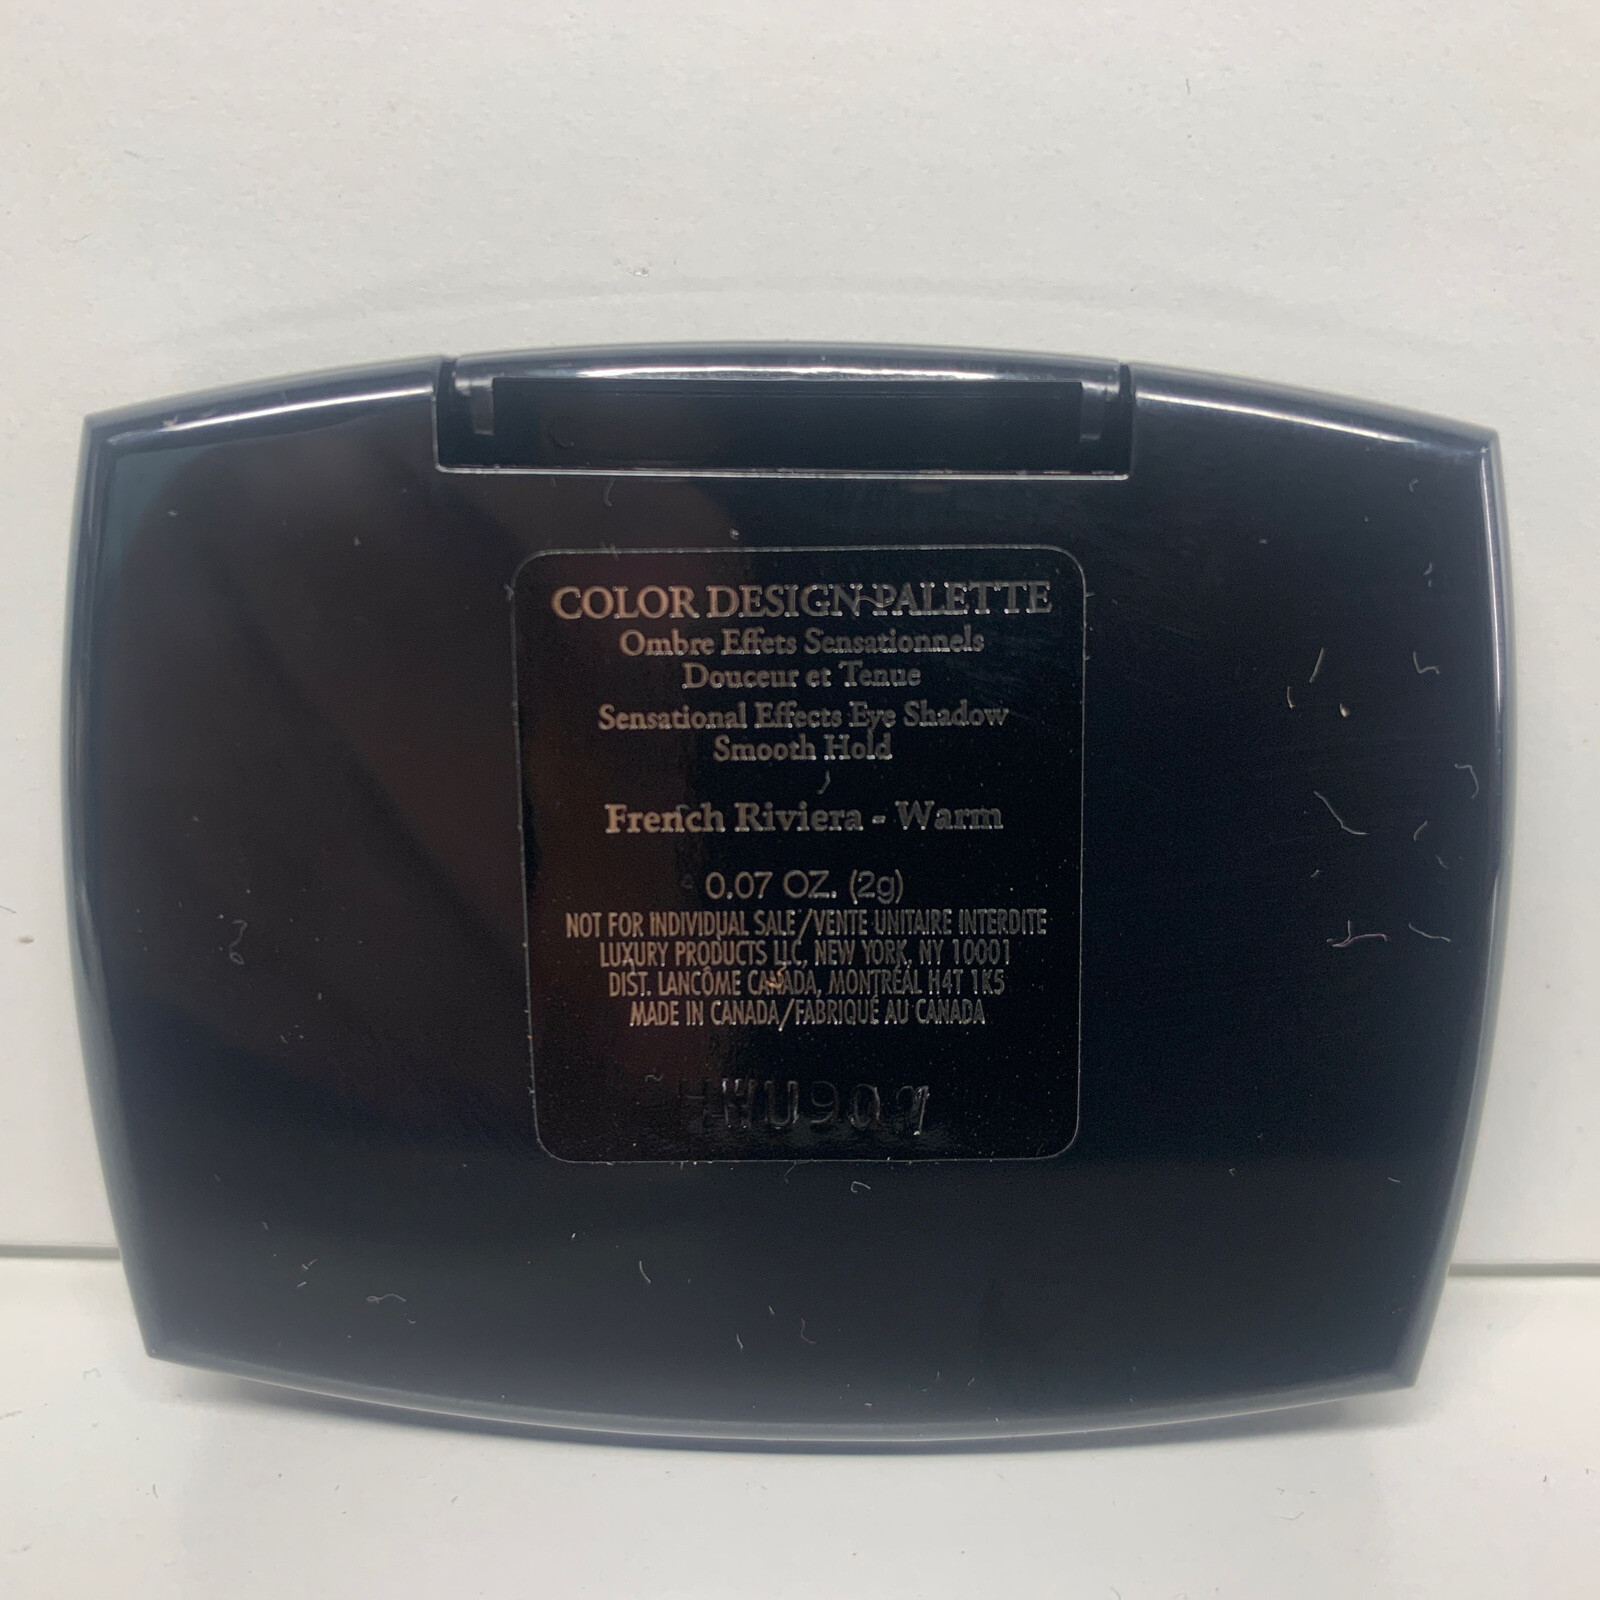 COLOR DESIGN PALETTE
Ombre Effets Sensationnels
Douceur et Tenue
Sensational Effects Eye Shadow
Smooth Hold
French Riviera - Warm
0.07 OZ. (2g)
NOT FOR INDIVIDUAL SALE/VENTE UNITAIRE INTERDITE
LUXURY PRODUCTS LLC, NEW YORK, NY 10001
DIST. LANCÔME CANADA, MONTRÉAL H4T 1K5
MADE IN CANADA/FABRIQUÉ AU CANADA